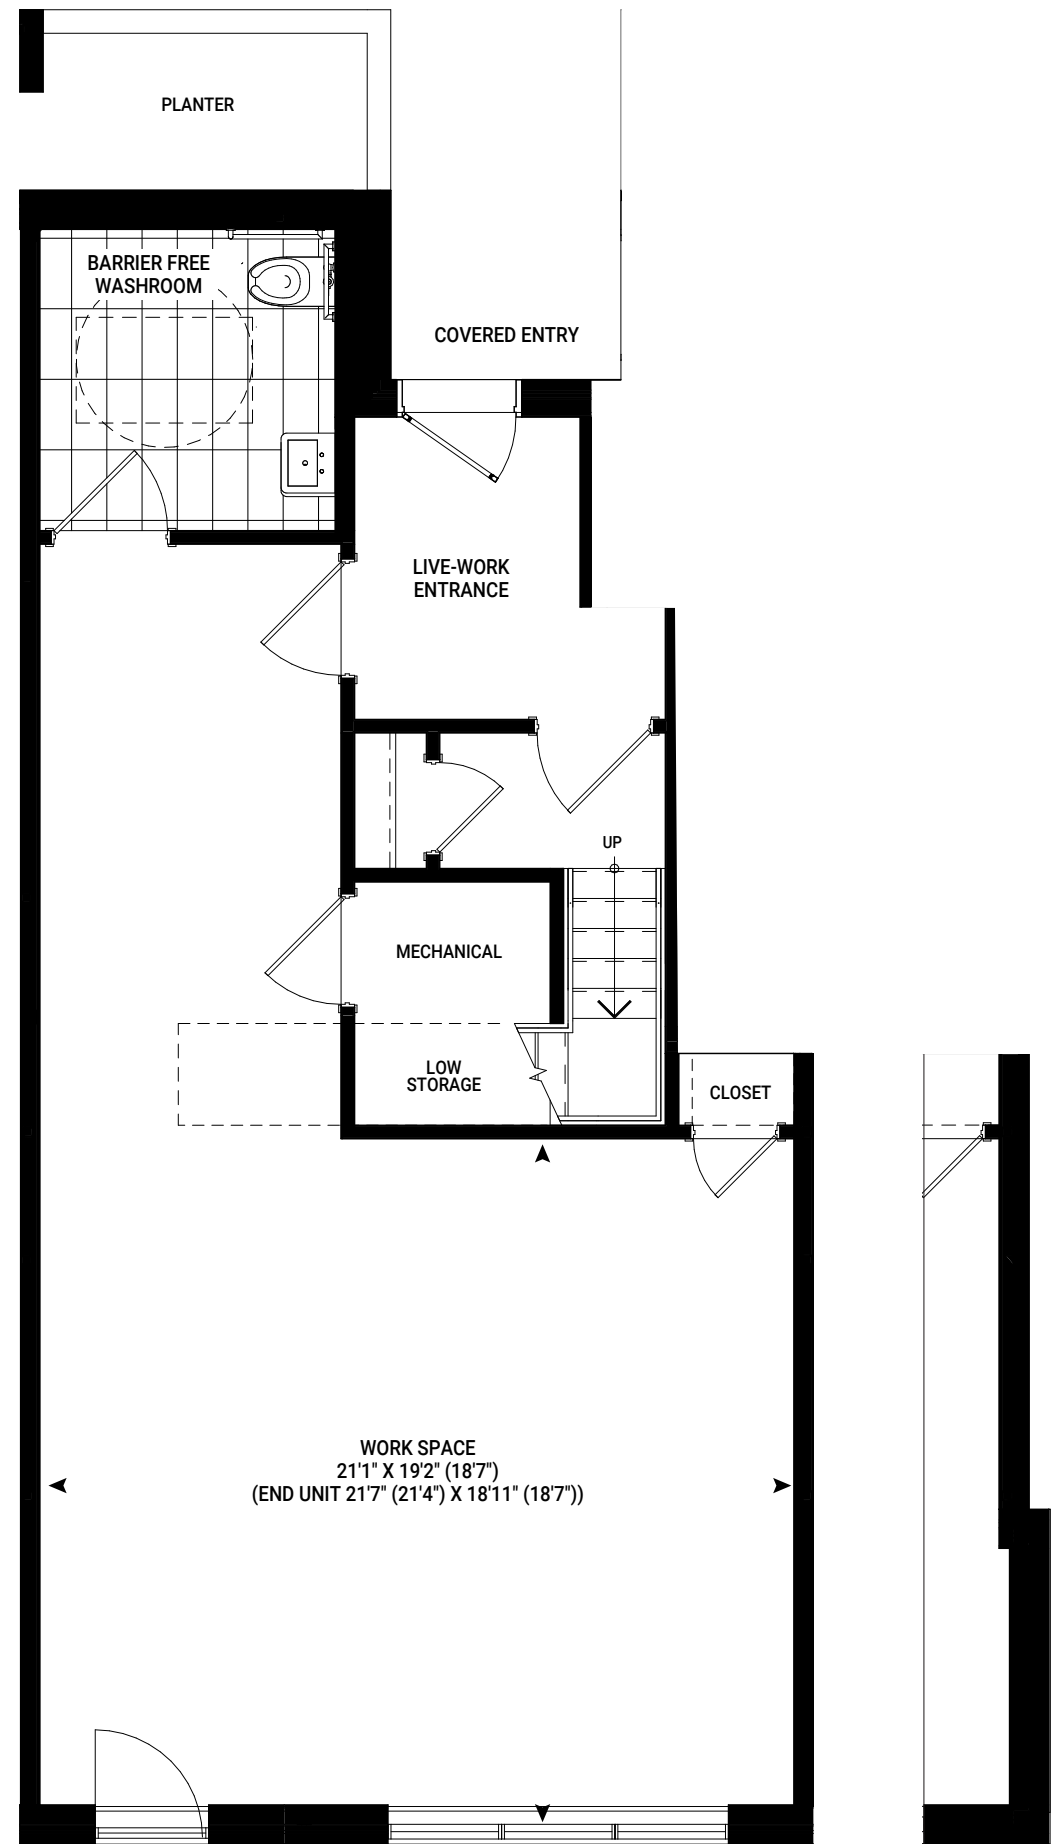 PLANTER
BARRIER FREE
WASHROOM
COVERED ENTRY
LIVE-WORK
ENTRANCE
UP
MECHANICAL
LOW
STORAGE
CLOSET
WORK SPACE
21'1" X 19'2" (18'7")
(END UNIT 21'7" (21'4") X 18'11" (18'7"))